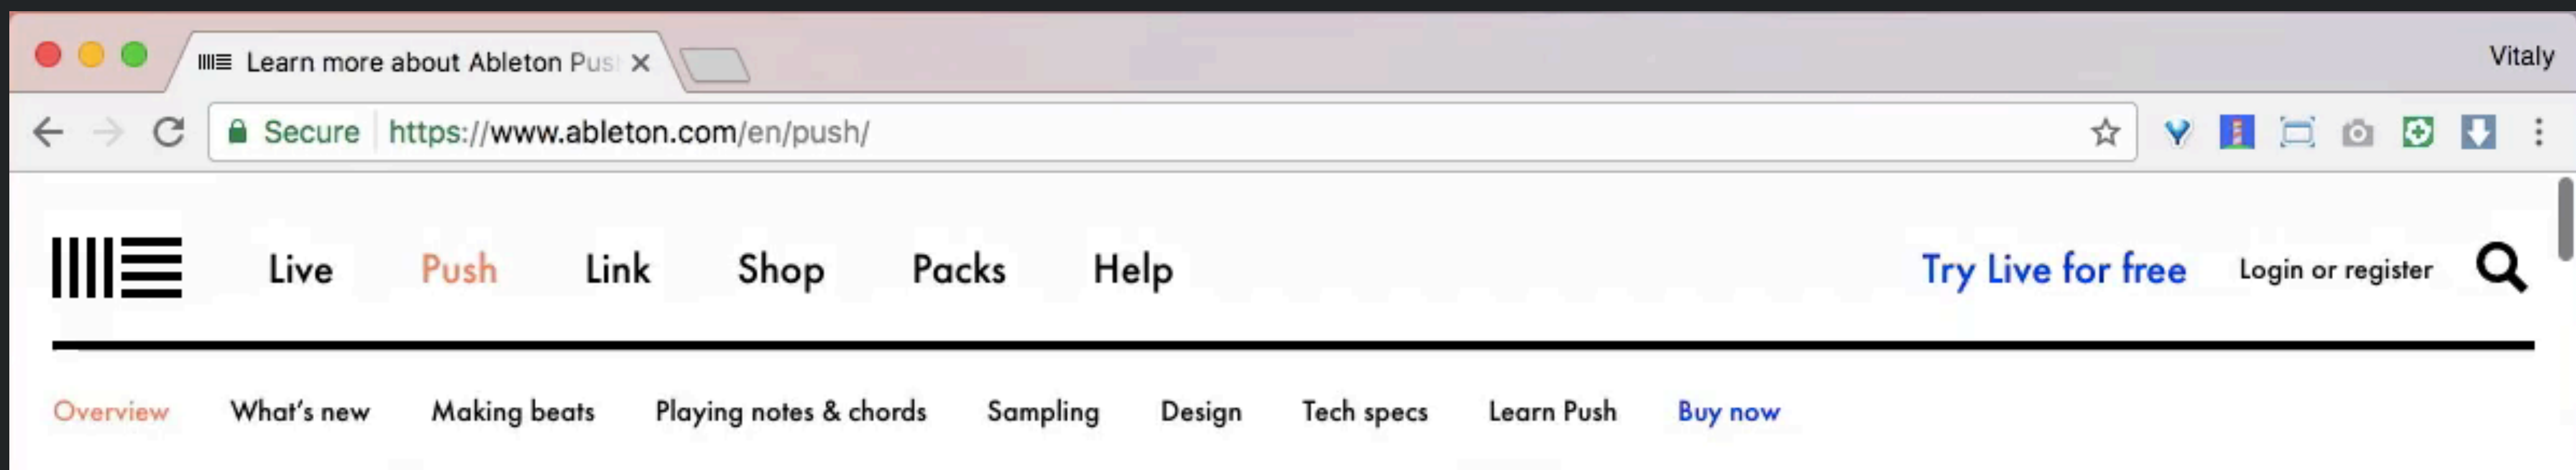 Learn more about Ableton Pus
Vitaly
Secure https://www.ableton.com/en/push/
Live Push Link Shop Packs Help Try Live for free Login or register
Overview What's new Making beats Playing notes & chords Sampling Design Tech specs Learn Push Buy now